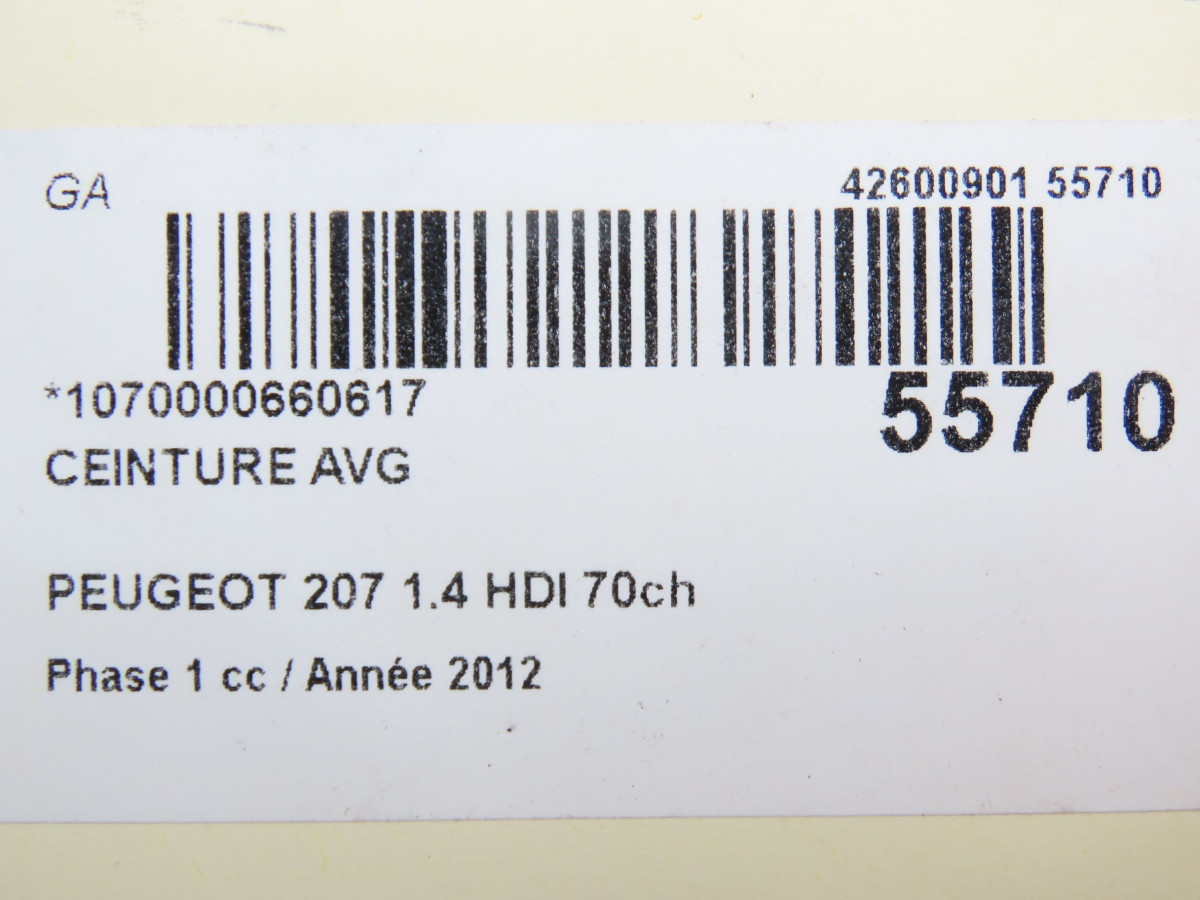 GA
42600901 55710
*1070000660617
55710
CEINTURE AVG
PEUGEOT 207 1.4 HDI 70ch
Phase 1 cc / Année 2012